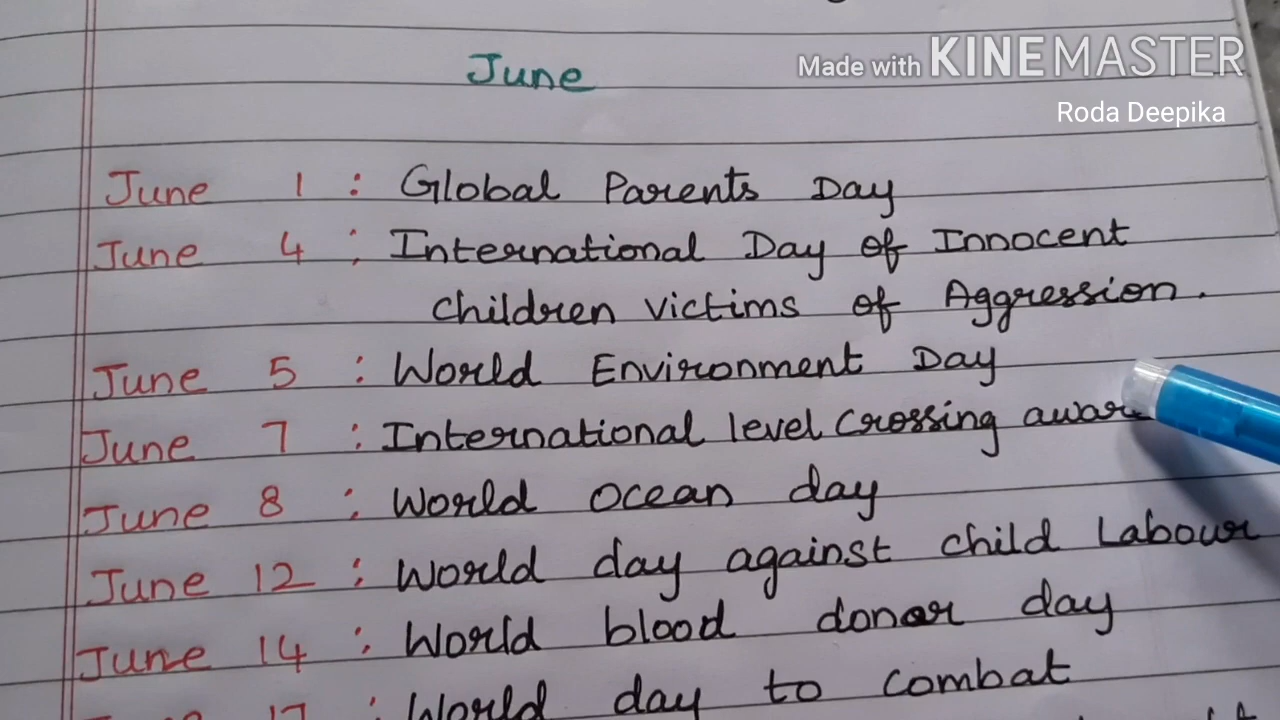 Made with KINEMASTER
Roda Deepika
June
June 1 : Global Parents Day
June 4 : International Day of Innocent
children victims of Aggression.
June 5 : World Environment Day
June 7 : International level crossing
June 8 : World ocean day
June 12 : World day against child Labour
June 14 : World blood donor day
June 17 : World day to combat